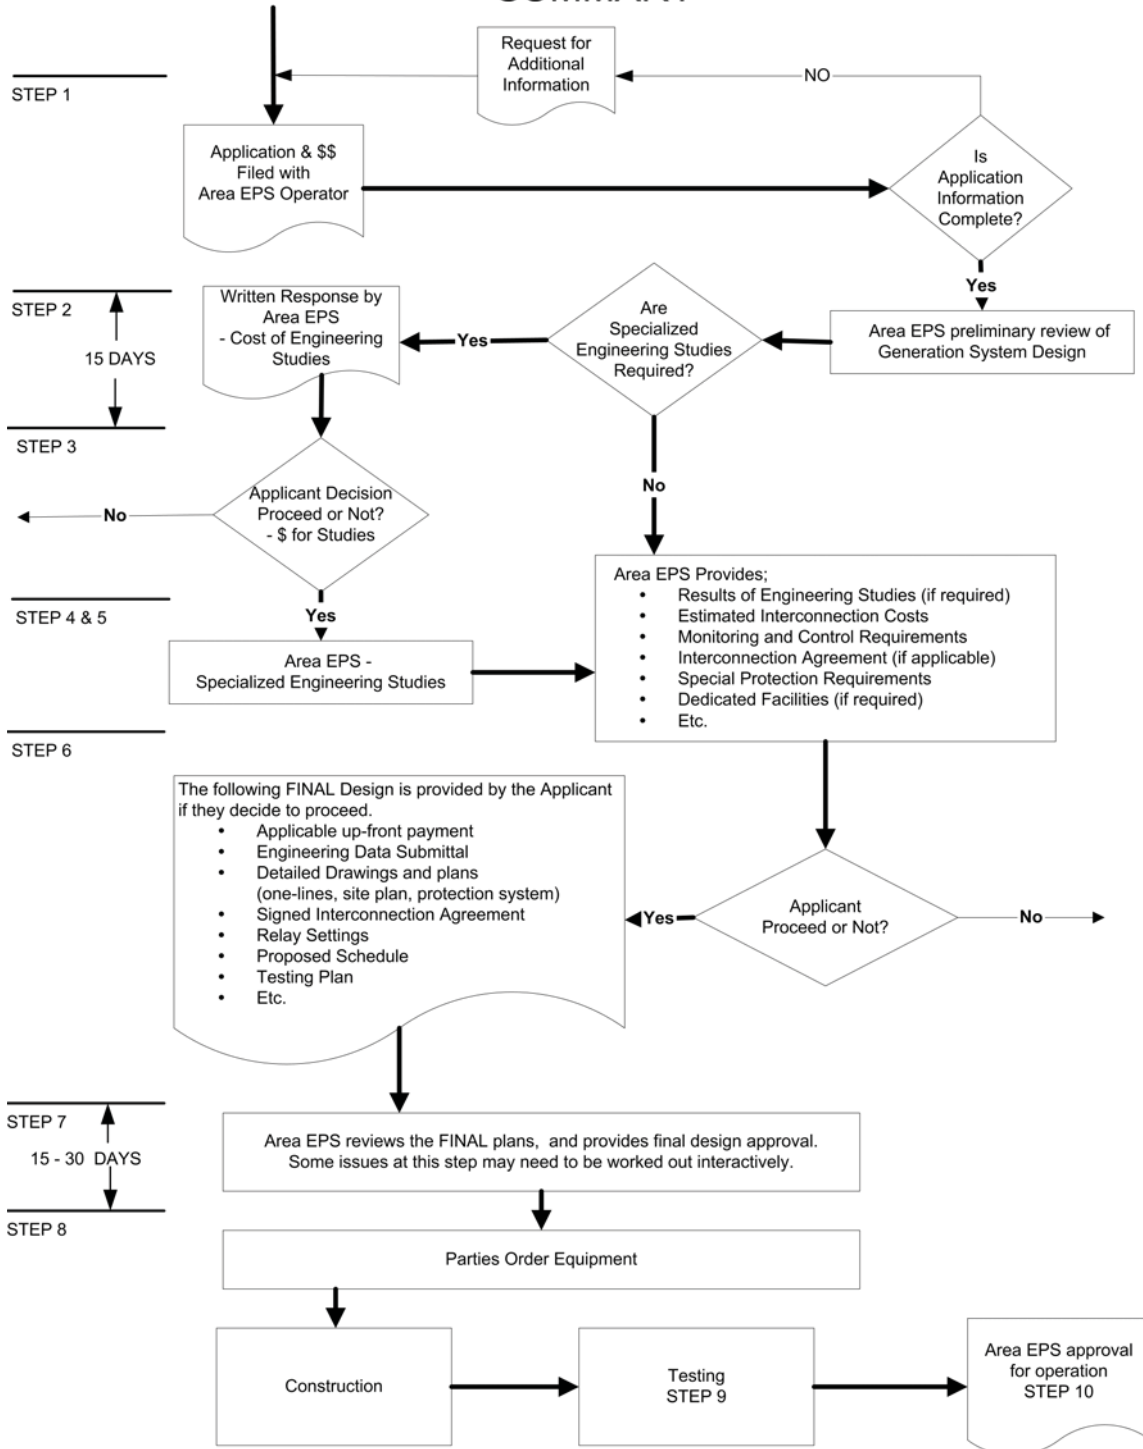 STEP 1
Request for
Additional
Information
NO
Application & $$
Filed with
Area EPS Operator
Is
Application
Information
Complete?
Yes
STEP 2
15 DAYS
Written Response by
Area EPS
- Cost of Engineering
Studies
Yes
Are
Specialized
Engineering Studies
Required?
Area EPS preliminary review of
Generation System Design
STEP 3
No
Applicant Decision
Proceed or Not?
- $ for Studies
No
Yes
STEP 4 & 5
Area EPS -
Specialized Engineering Studies
Area EPS Provides;
• Results of Engineering Studies (if required)
• Estimated Interconnection Costs
• Monitoring and Control Requirements
• Interconnection Agreement (if applicable)
• Special Protection Requirements
• Dedicated Facilities (if required)
• Etc.
STEP 6
The following FINAL Design is provided by the Applicant
if they decide to proceed.
• Applicable up-front payment
• Engineering Data Submittal
• Detailed Drawings and plans
(one-lines, site plan, protection system)
• Signed Interconnection Agreement
• Relay Settings
• Proposed Schedule
• Testing Plan
• Etc.
Yes
Applicant
Proceed or Not?
No
STEP 7
15 - 30 DAYS
Area EPS reviews the FINAL plans, and provides final design approval.
Some issues at this step may need to be worked out interactively.
STEP 8
Parties Order Equipment
Construction
Testing
STEP 9
Area EPS approval
for operation
STEP 10